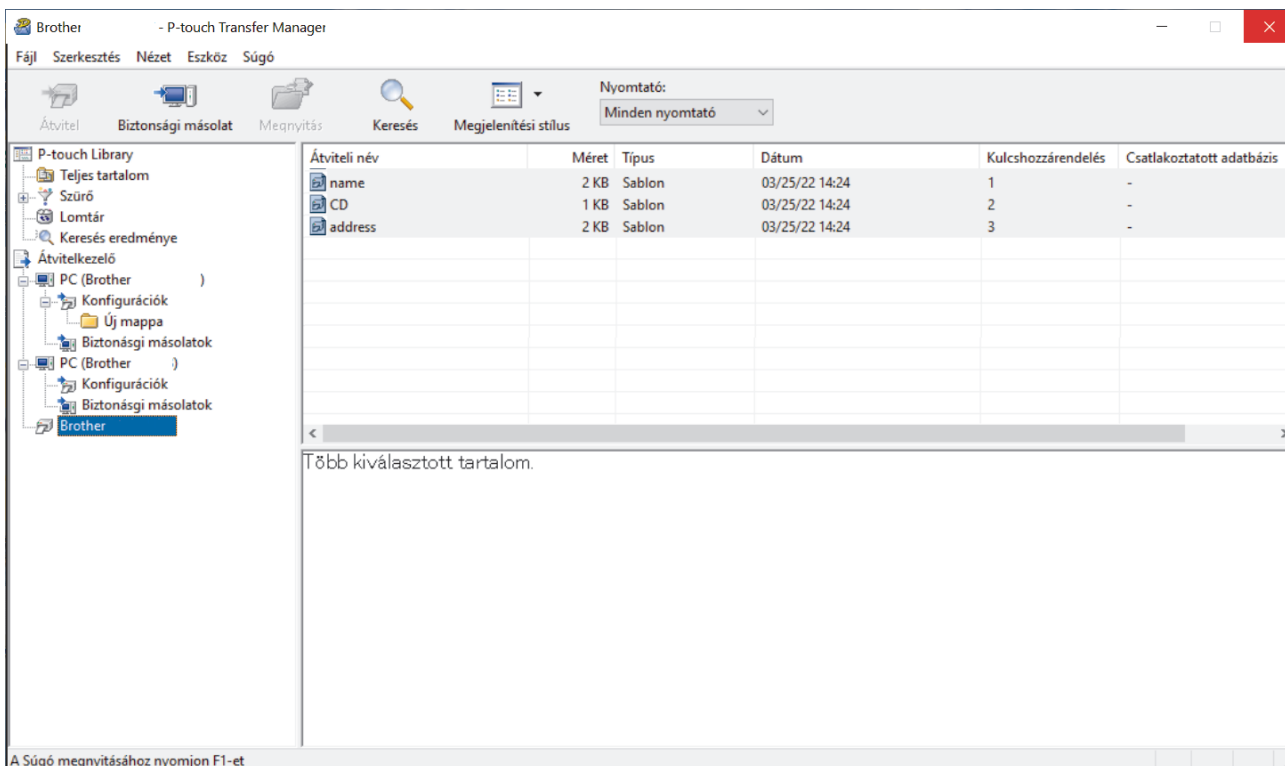 Brother - P-touch Transfer Manager
Fájl Szerkesztés Nézet Eszköz Súgó
Átvitel Biztonsági másolat Megnyitás Keresés Megjelenítési stílus Nyomtató:
Minden nyomtató
P-touch Library
Teljes tartalom
Szűrő
Lomtár
Keresés eredménye
Átvitelkezelő
PC (Brother )
Konfigurációk
Új mappa
Biztonásgi másolatok
PC (Brother )
Konfigurációk
Biztonásgi másolatok
Brother
Átviteli név Méret Típus Dátum Kulcshozzárendelés Csatlakoztatott adatbázis
name 2 KB Sablon 03/25/22 14:24 1 -
CD 1 KB Sablon 03/25/22 14:24 2 -
address 2 KB Sablon 03/25/22 14:24 3 -
Több kiválasztott tartalom.
A Súgó megnyitásához nyomjon F1-et